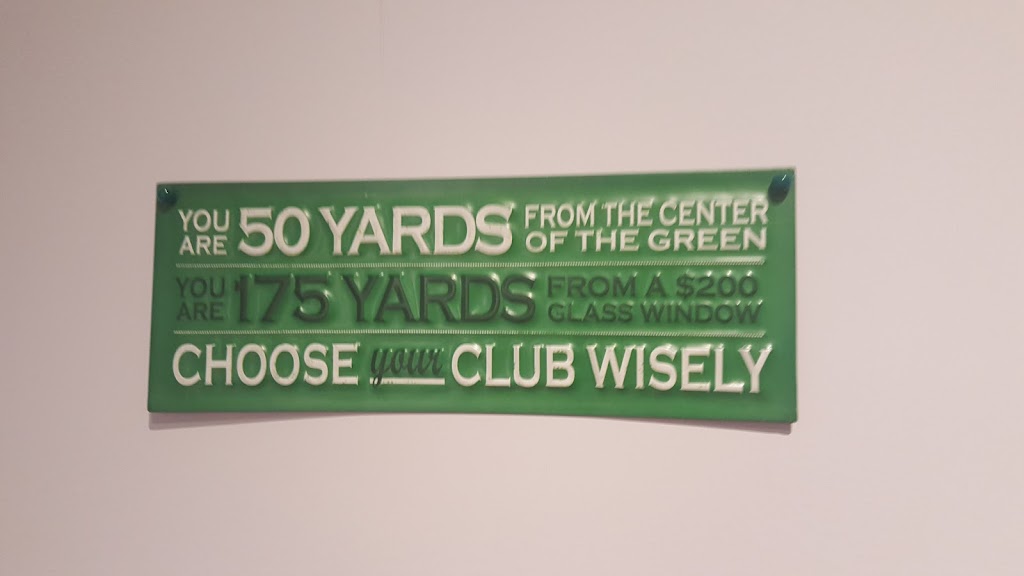 YOU ARE 50 YARDS FROM THE CENTER OF THE GREEN
YOU ARE 175 YARDS FROM A $200 GLASS WINDOW
CHOOSE your CLUB WISELY